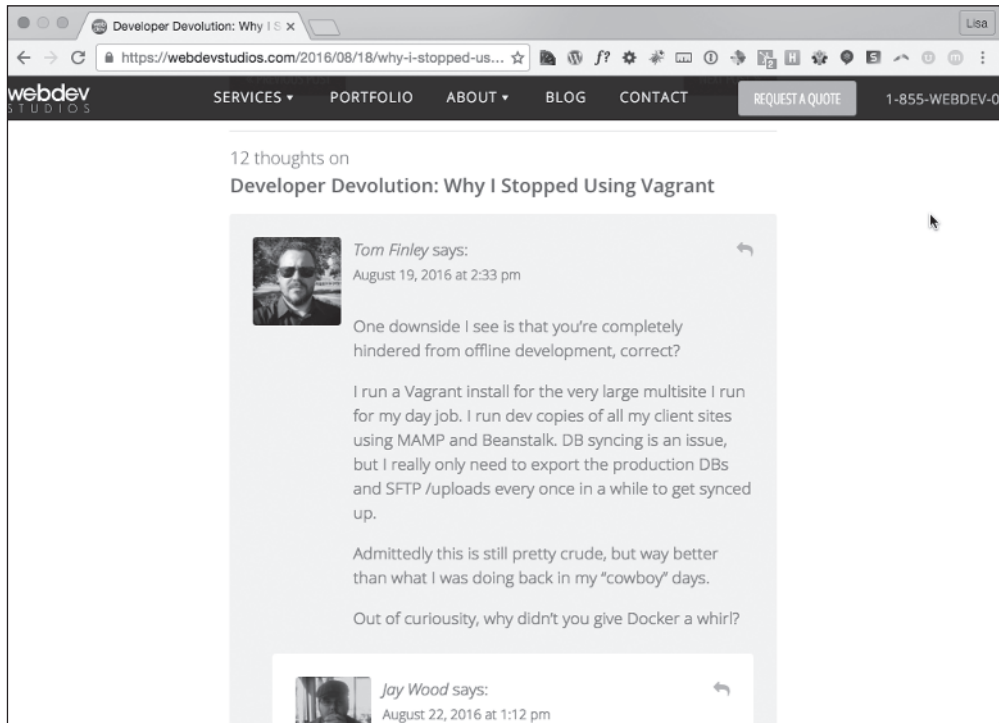 Developer Devolution: Why I S
Lisa
https://webdevstudios.com/2016/08/18/why-i-stopped-us...
webdev
STUDIOS
SERVICES
PORTFOLIO
ABOUT
BLOG
CONTACT
REQUEST A QUOTE
1-855-WEBDEV-0
12 thoughts on
Developer Devolution: Why I Stopped Using Vagrant
Tom Finley says:
August 19, 2016 at 2:33 pm
One downside I see is that you're completely
hindered from offline development, correct?
I run a Vagrant install for the very large multisite I run
for my day job. I run dev copies of all my client sites
using MAMP and Beanstalk. DB syncing is an issue,
but I really only need to export the production DBs
and SFTP /uploads every once in a while to get synced
up.
Admittedly this is still pretty crude, but way better
than what I was doing back in my “cowboy” days.
Out of curiosity, why didn't you give Docker a whirl?
Jay Wood says:
August 22, 2016 at 1:12 pm